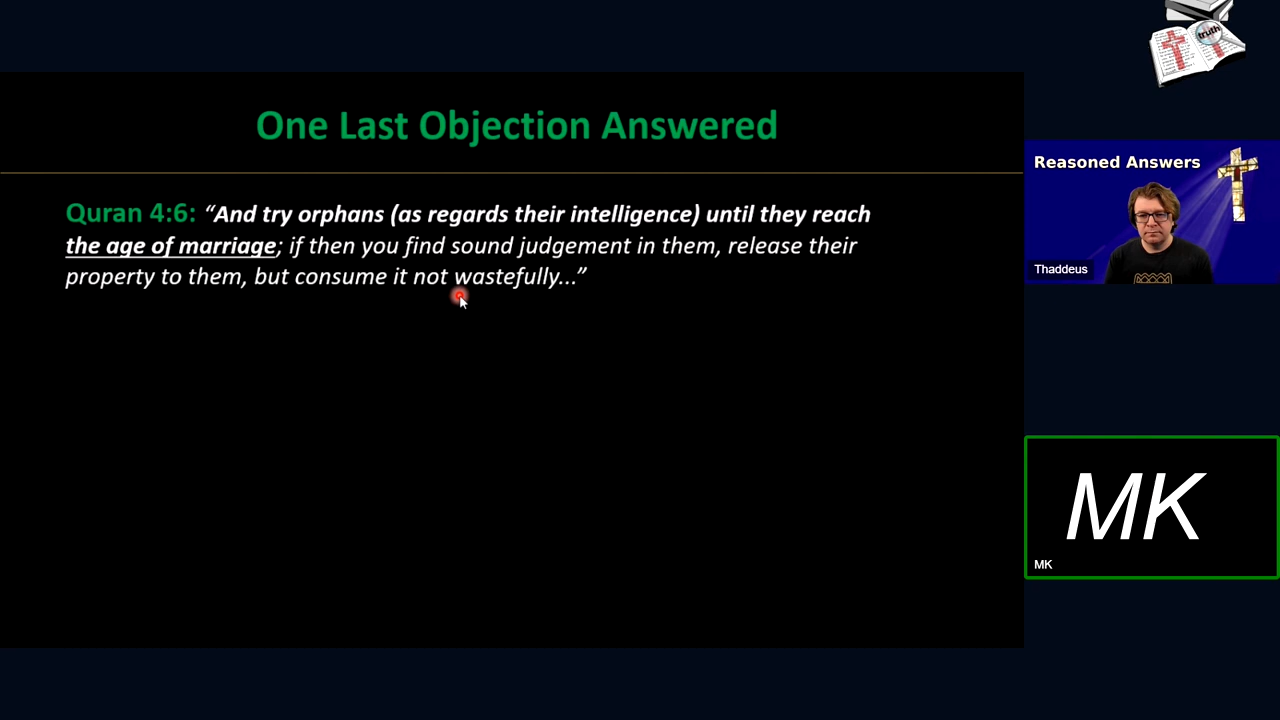 One Last Objection Answered
Quran 4:6: “And try orphans (as regards their intelligence) until they reach
the age of marriage; if then you find sound judgement in them, release their
property to them, but consume it not wastefully...”
truth
Reasoned Answers
Thaddeus
MK
MK